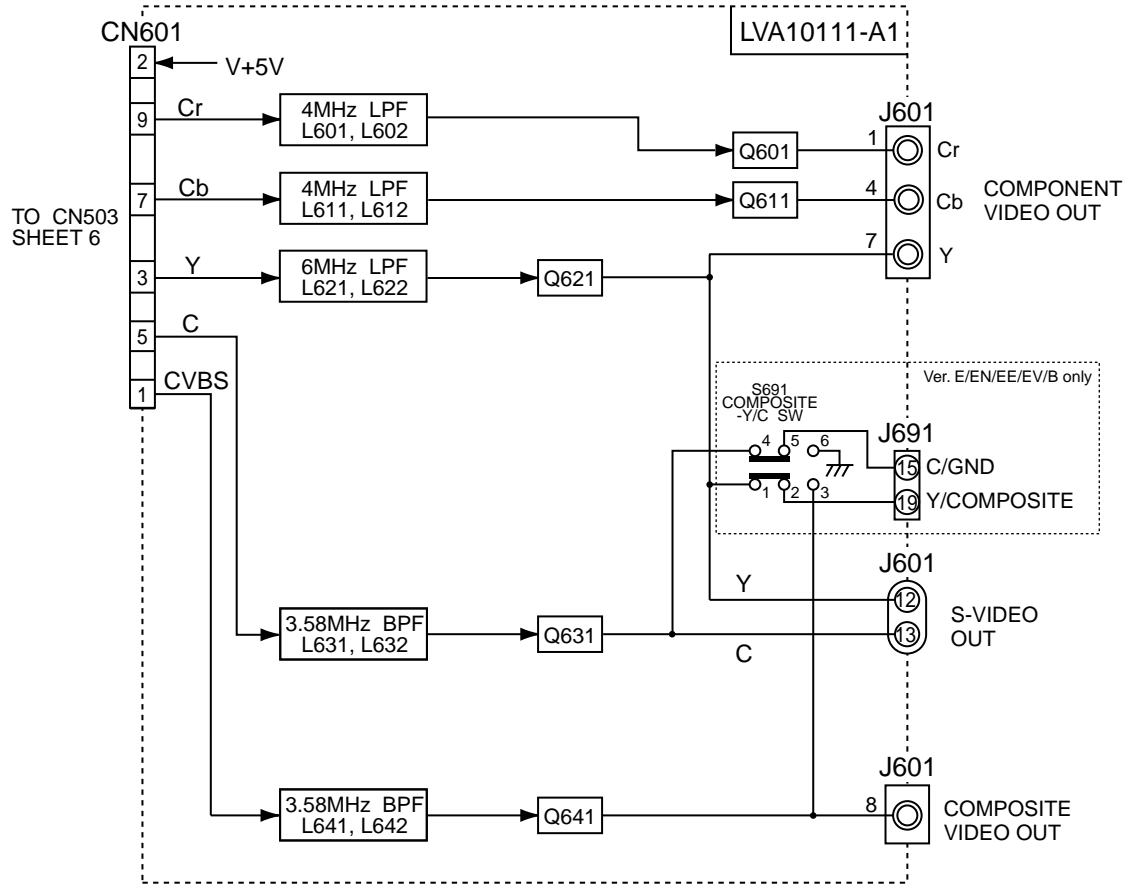 CN601
LVA10111-A1
2
V+5V
9
Cr
4MHz LPF
L601, L602
Q601
J601
1
Cr
7
Cb
4MHz LPF
L611, L612
Q611
4
Cb
COMPONENT
VIDEO OUT
TO CN503
SHEET 6
3
Y
6MHz LPF
L621, L622
Q621
7
Y
5
C
1
CVBS
Ver. E/EN/EE/EV/B only
S691
COMPOSITE
-Y/C SW
4
5
6
1
2
3
J691
15
C/GND
19
Y/COMPOSITE
J601
Y
12
13
S-VIDEO
OUT
3.58MHz BPF
L631, L632
Q631
C
J601
3.58MHz BPF
L641, L642
Q641
8
COMPOSITE
VIDEO OUT